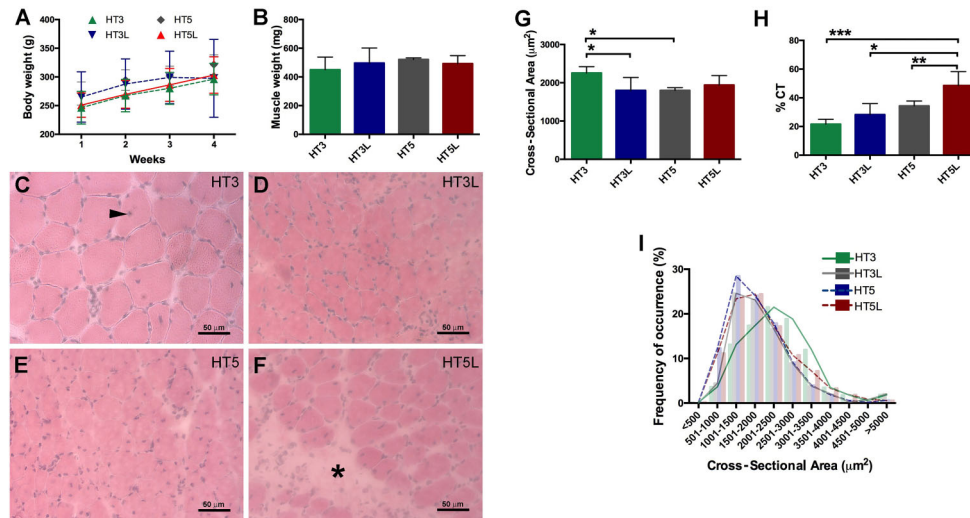 A
HT3
HT5
HT3L
HT5L
Body weight (g)
400
350
300
250
200
1
2
3
4
Weeks
B
Muscle weight (mg)
800
600
400
200
0
HT3
HT3L
HT5
HT5L
G
Cross-Sectional Area (μm²)
3000
2000
1000
0
*
*
HT3
HT3L
HT5
HT5L
H
% CT
80
60
40
20
0
***
*
**
HT3
HT3L
HT5
HT5L
C
HT3
50 μm
D
HT3L
50 μm
E
HT5
50 μm
F
HT5L
*
50 μm
I
HT3
HT3L
HT5
HT5L
Frequency of occurrence (%)
30
20
10
0
<500
501-1000
1001-1500
1501-2000
2001-2500
2501-3000
3001-3500
3501-4000
4001-4500
4501-5000
>5000
Cross-Sectional Area (μm²)